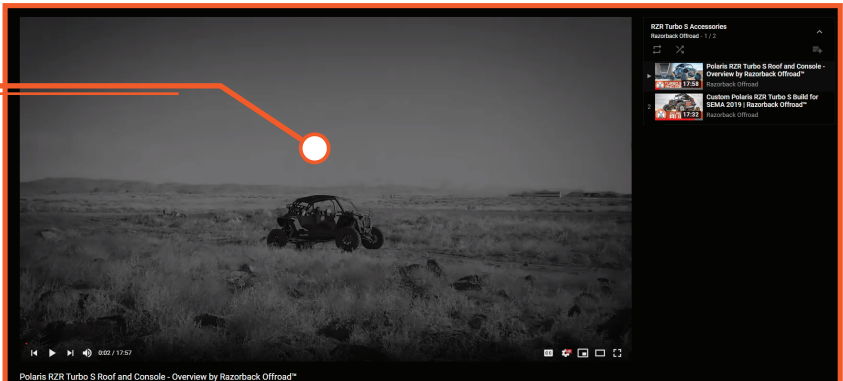 RZR Turbo S Accessories
Razorback Offroad - 1 / 2
Polaris RZR Turbo S Roof and Console -
Overview by Razorback Offroad™
Razorback Offroad
17:58
2
Custom Polaris RZR Turbo S Build for
SEMA 2019 | Razorback Offroad™
Razorback Offroad
17:32
0:02 / 17:57
Polaris RZR Turbo S Roof and Console - Overview by Razorback Offroad™